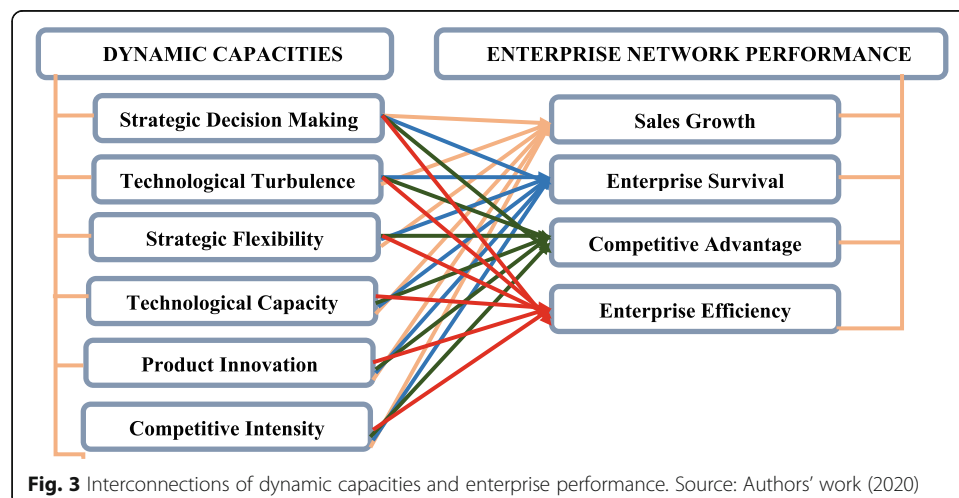 DYNAMIC CAPACITIES
ENTERPRISE NETWORK PERFORMANCE
Strategic Decision Making
Technological Turbulence
Strategic Flexibility
Technological Capacity
Product Innovation
Competitive Intensity
Sales Growth
Enterprise Survival
Competitive Advantage
Enterprise Efficiency
Fig. 3 Interconnections of dynamic capacities and enterprise performance. Source: Authors' work (2020)